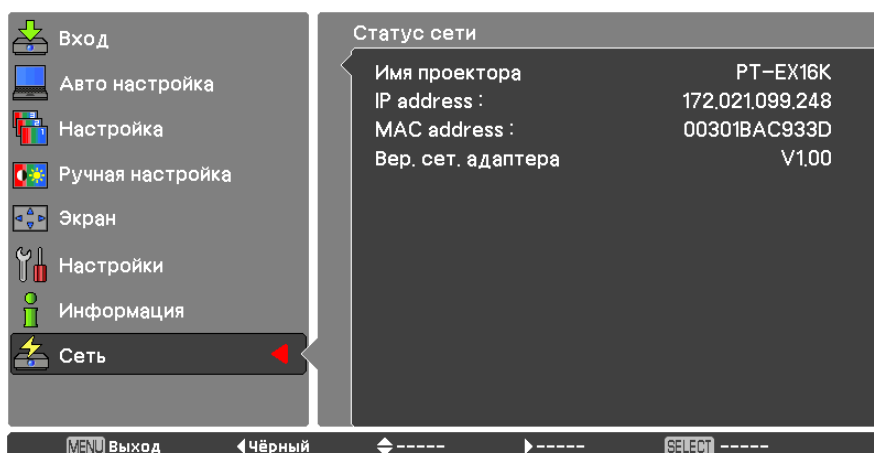 Вход
Авто настройка
Настройка
Ручная настройка
Экран
Настройки
Информация
Сеть
Статус сети
Имя проектора PT-EX16K
IP address : 172.021.099.248
MAC address : 00301BAC933D
Вер. сет. адаптера V1.00
MENU Выход Чёрный ----- ----- SELECT -----